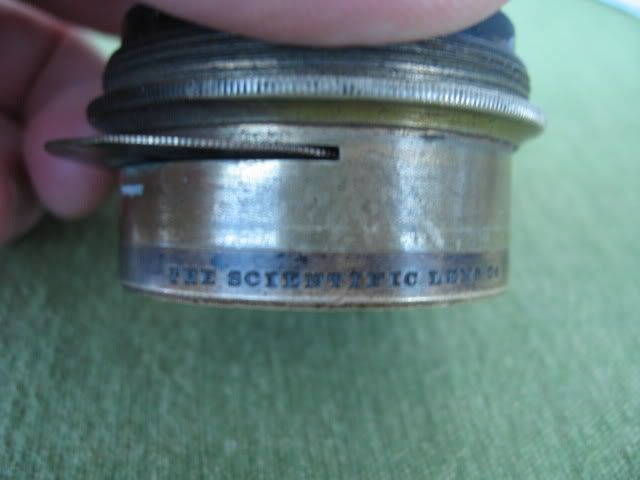 THE SCIENTIFIC LENS Co